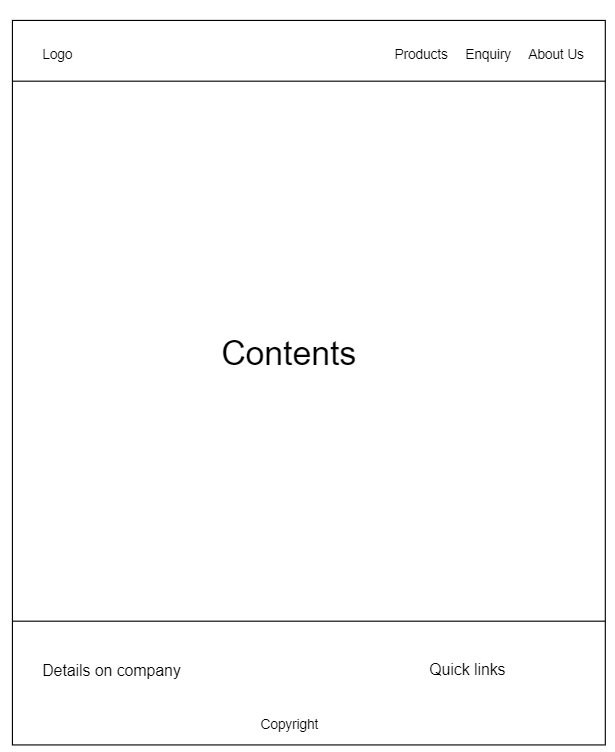 Logo Products Enquiry About Us
Contents
Details on company Quick links
Copyright